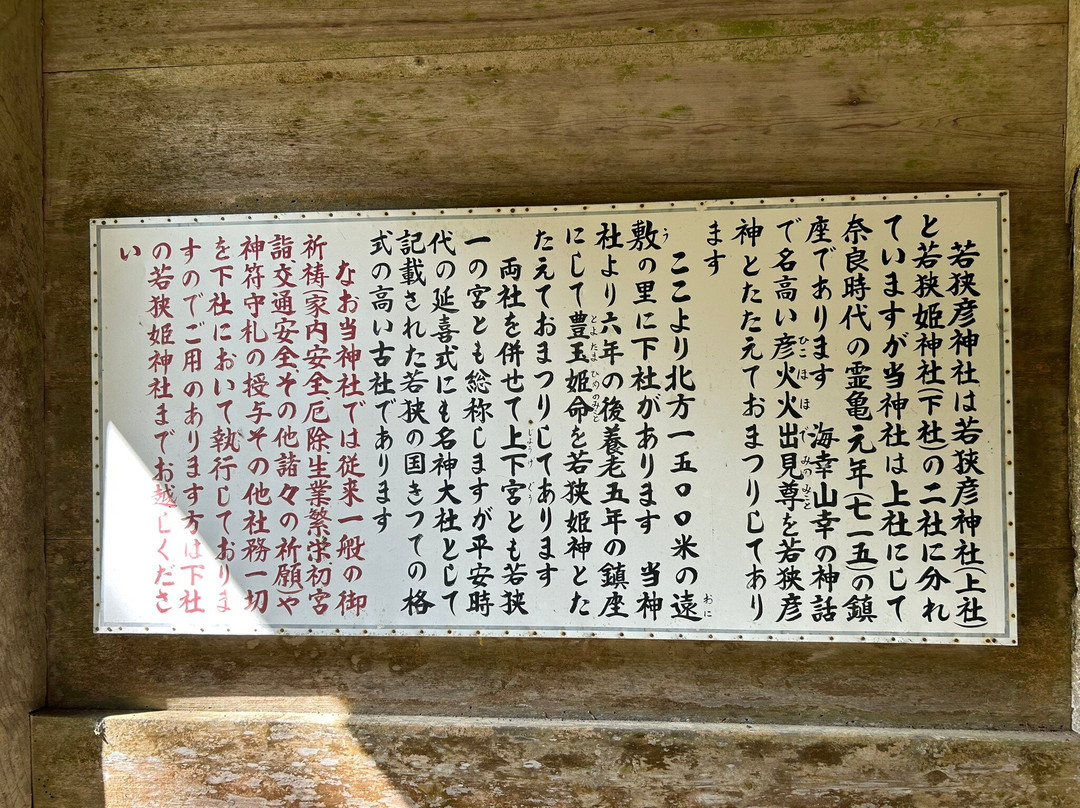 若狭彦神社は若狭彦神社(上社)
と若狭姫神社(下社)の二社に分れ
ていますが当神社は上社にして
奈良時代の霊亀元年(七一五)の鎮
座であります 海幸山幸の神話
で名高い彦火火出見尊を若狭彦
神とたたえておまつりしてあり
ます
ここより北方一五〇〇米の遠
敷の里に下社があります 当神
社より六年の後養老五年の鎮座
にして豊玉姫命を若狭姫神とた
たえておまつりしてあります
両社を併せて上下宮とも若狭
一の宮とも総称しますが平安時
代の延喜式にも名神大社として
記載された若狭の国きつての格
式の高い古社であります
なお当神社では従来一般の御
祈祷(家内安全厄除生業繁栄初宮
詣交通安全その他諸々の祈願)や
神符守札の授与その他社務一切
を下社において執行しておりま
すのでご用のあります方は下社
の若狭姫神社までお越しくださ
い